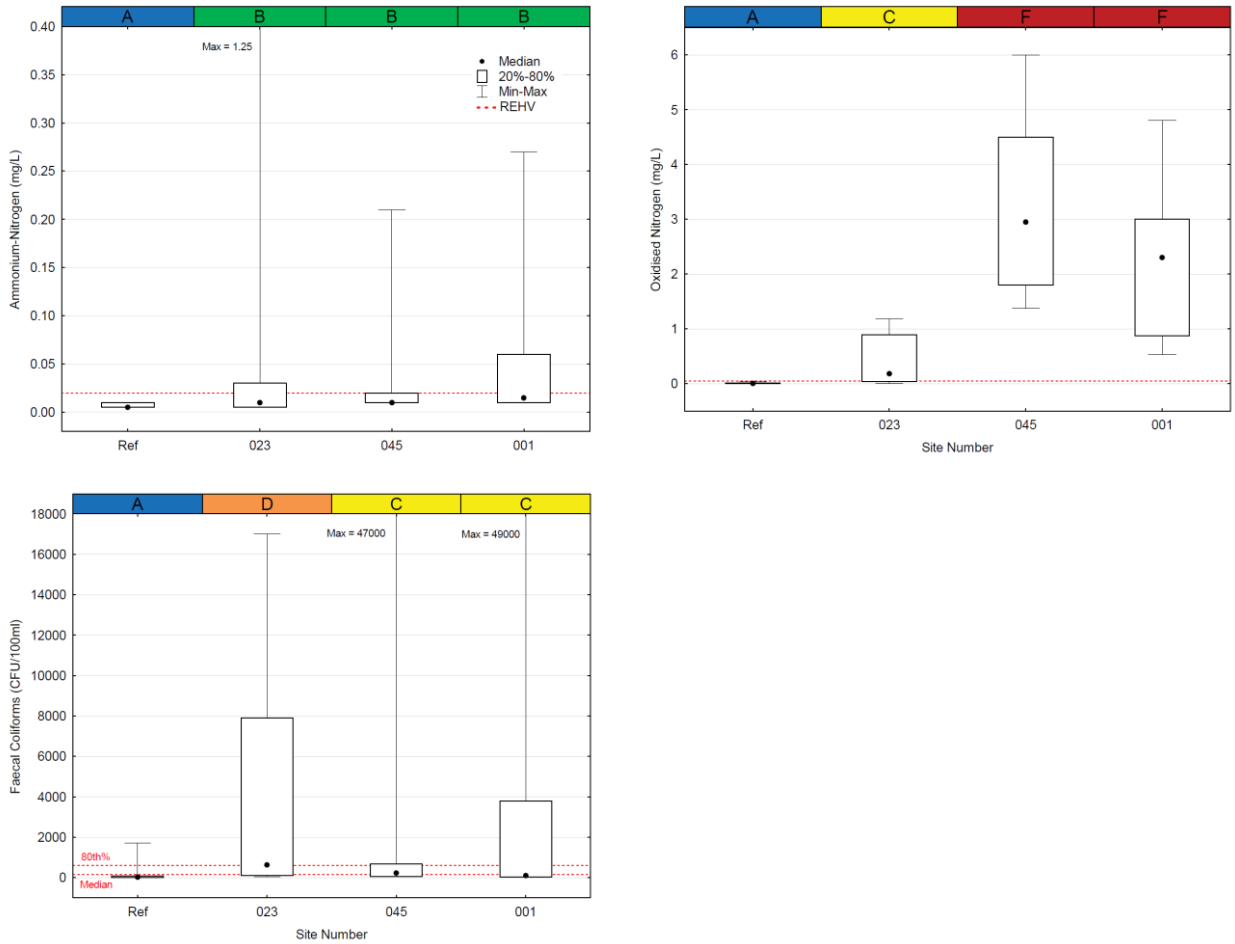 A B B B
0.40
0.35
0.30
0.25
0.20
0.15
0.10
0.05
0.00
Ammonium-Nitrogen (mg/L)
Max = 1.25
Median
20%-80%
Min-Max
REHV
Ref 023 045 001
A C F F
6
5
4
3
2
1
0
Oxidised Nitrogen (mg/L)
Ref 023 045 001
Site Number
A D C C
18000
16000
14000
12000
10000
8000
6000
4000
2000
0
Faecal Coliforms (CFU/100ml)
Max = 47000 Max = 49000
80th%
Median
Ref 023 045 001
Site Number